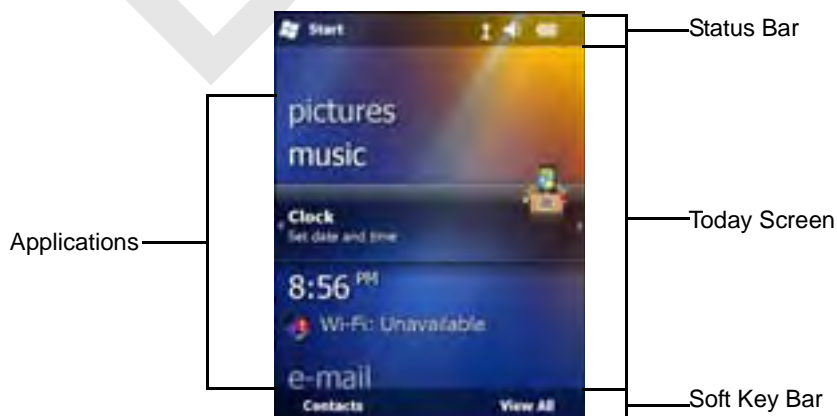 Start
Status Bar
pictures
music
Clock
Set date and time
Applications
Today Screen
8:56 PM
Wi-Fi: Unavailable
e-mail
Contacts
View All
Soft Key Bar